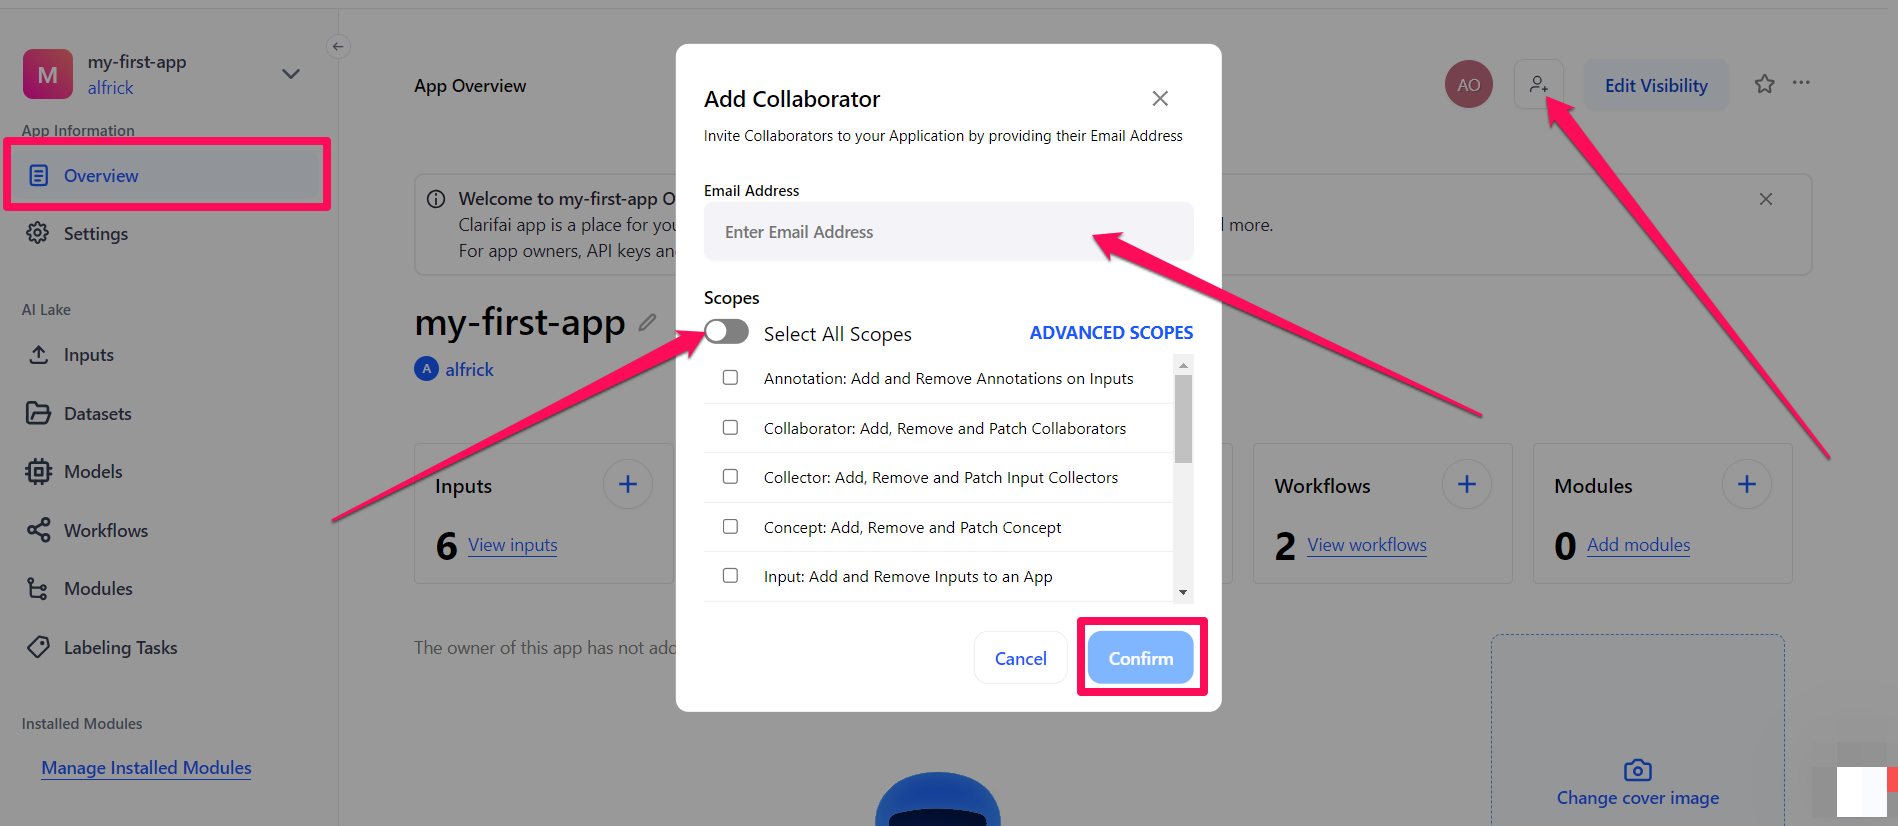 M
my-first-app
alfrick
App Information
Overview
Settings
AI Lake
Inputs
Datasets
Models
Workflows
Modules
Labeling Tasks
Installed Modules
Manage Installed Modules
App Overview
AO
Edit Visibility
Welcome to my-first-app O
Clarifai app is a place for you
more.
For app owners, API keys an
my-first-app
A alfrick
Inputs
6 View inputs
Workflows
2 View workflows
Modules
0 Add modules
The owner of this app has not add
Change cover image
Add Collaborator
Invite Collaborators to your Application by providing their Email Address
Email Address
Enter Email Address
Scopes
Select All Scopes
ADVANCED SCOPES
Annotation: Add and Remove Annotations on Inputs
Collaborator: Add, Remove and Patch Collaborators
Collector: Add, Remove and Patch Input Collectors
Concept: Add, Remove and Patch Concept
Input: Add and Remove Inputs to an App
Cancel
Confirm